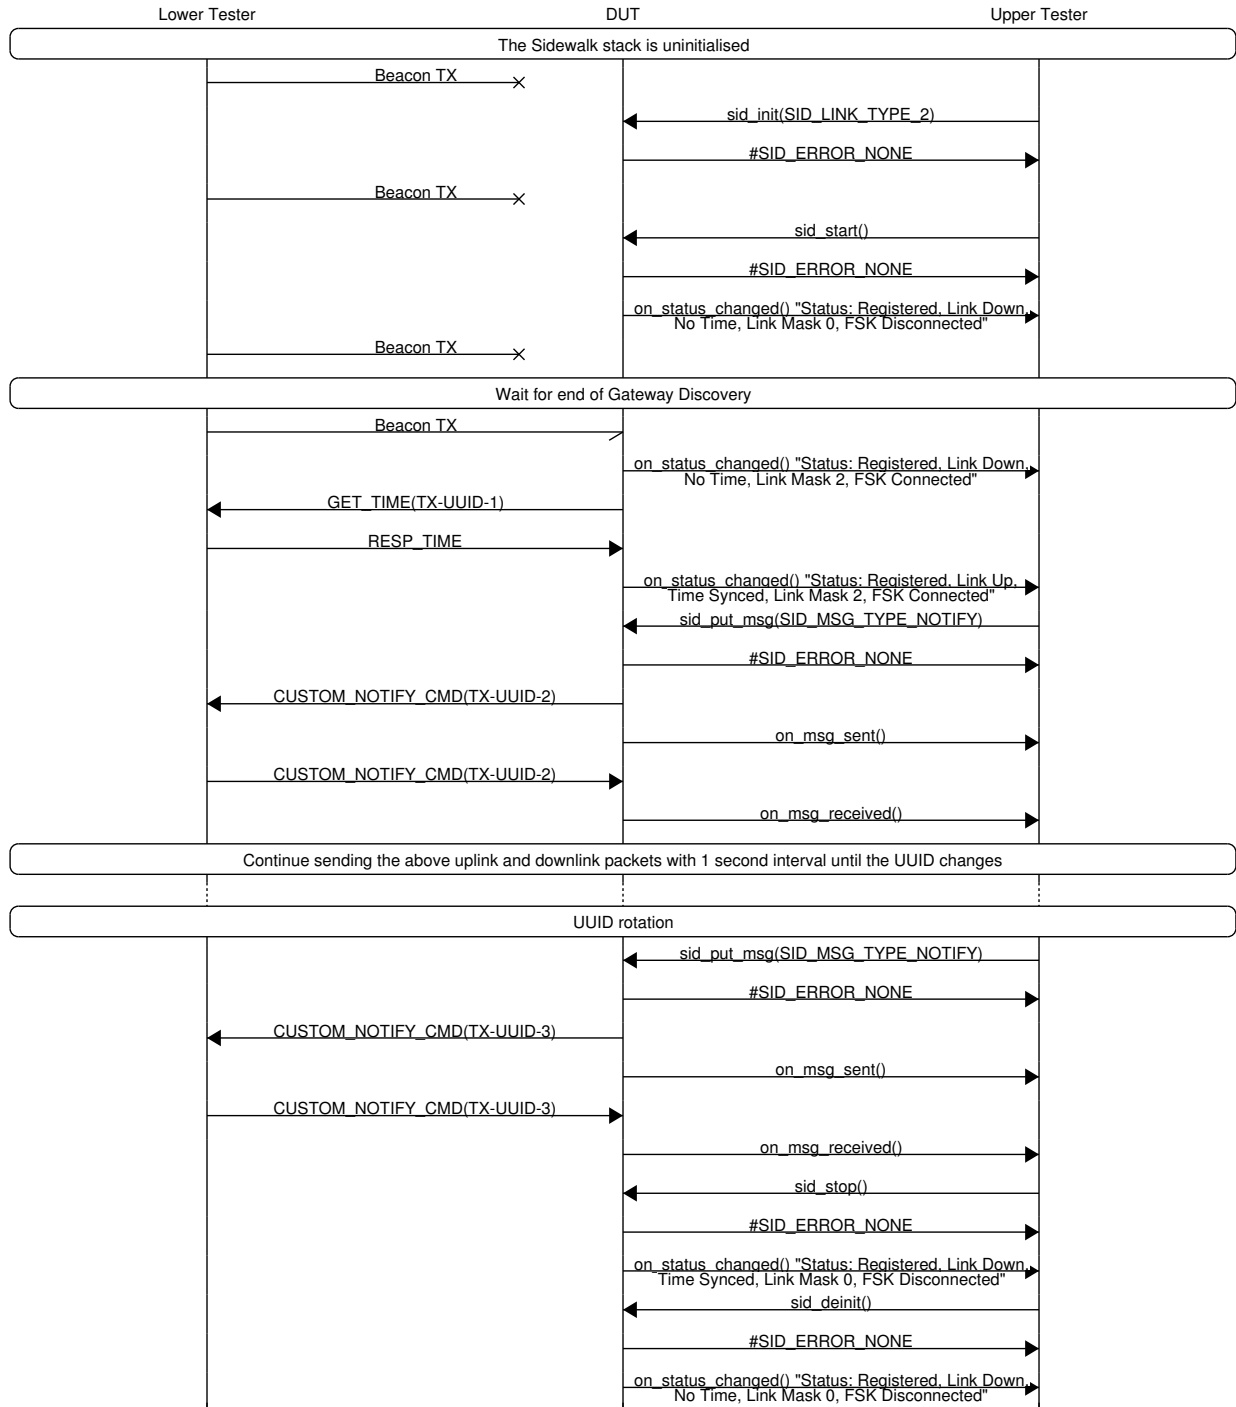 Lower Tester DUT Upper Tester
The Sidewalk stack is uninitialised
Beacon TX
sid_init(SID_LINK_TYPE_2)
#SID_ERROR_NONE
Beacon TX
sid_start()
#SID_ERROR_NONE
on_status_changed() "Status: Registered, Link Down,
No Time, Link Mask 0, FSK Disconnected"
Beacon TX
Wait for end of Gateway Discovery
Beacon TX
on_status_changed() "Status: Registered, Link Down,
No Time, Link Mask 2, FSK Connected"
GET_TIME(TX-UUID-1)
RESP_TIME
on_status_changed() "Status: Registered, Link Up,
Time Synced, Link Mask 2, FSK Connected"
sid_put_msg(SID_MSG_TYPE_NOTIFY)
#SID_ERROR_NONE
CUSTOM_NOTIFY_CMD(TX-UUID-2)
on_msg_sent()
CUSTOM_NOTIFY_CMD(TX-UUID-2)
on_msg_received()
Continue sending the above uplink and downlink packets with 1 second interval until the UUID changes
UUID rotation
sid_put_msg(SID_MSG_TYPE_NOTIFY)
#SID_ERROR_NONE
CUSTOM_NOTIFY_CMD(TX-UUID-3)
on_msg_sent()
CUSTOM_NOTIFY_CMD(TX-UUID-3)
on_msg_received()
sid_stop()
#SID_ERROR_NONE
on_status_changed() "Status: Registered, Link Down,
Time Synced, Link Mask 0, FSK Disconnected"
sid_deinit()
#SID_ERROR_NONE
on_status_changed() "Status: Registered, Link Down,
No Time, Link Mask 0, FSK Disconnected"